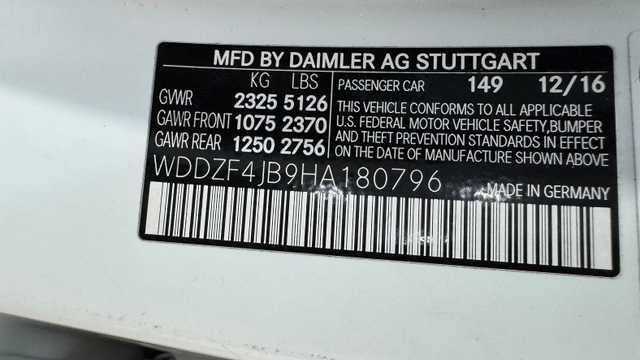 MFD BY DAIMLER AG STUTTGART
KG LBS
GVWR 2325 5126
GAWR FRONT 1075 2370
GAWR REAR 1250 2756
PASSENGER CAR 149 12/16
THIS VEHICLE CONFORMS TO ALL APPLICABLE
U.S. FEDERAL MOTOR VEHICLE SAFETY, BUMPER
AND THEFT PREVENTION STANDARDS IN EFFECT
ON THE DATE OF MANUFACTURE SHOWN ABOVE
WDDZF4JB9HA180796
MADE IN GERMANY